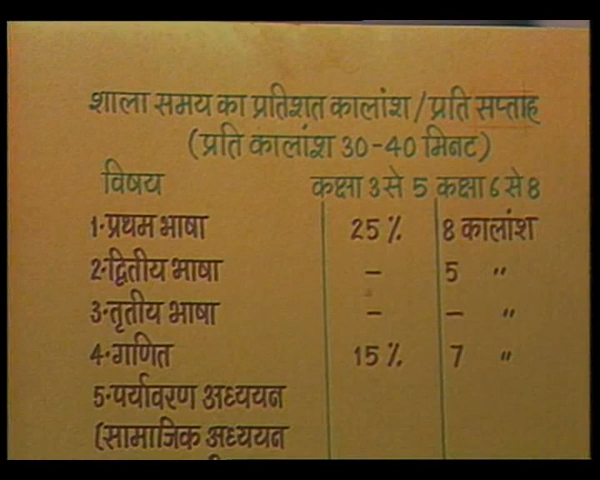 शाला समय का प्रतिशत कालांश/प्रति सप्ताह
(प्रति कालांश 30-40 मिनट)
विषय कक्षा 3 से 5 कक्षा 6 से 8
1·प्रथम भाषा 25 % 8 कालांश
2·द्वितीय भाषा – 5 "
3·तृतीय भाषा – – "
4·गणित 15 % 7 "
5·पर्यावरण अध्ययन
(सामाजिक अध्ययन